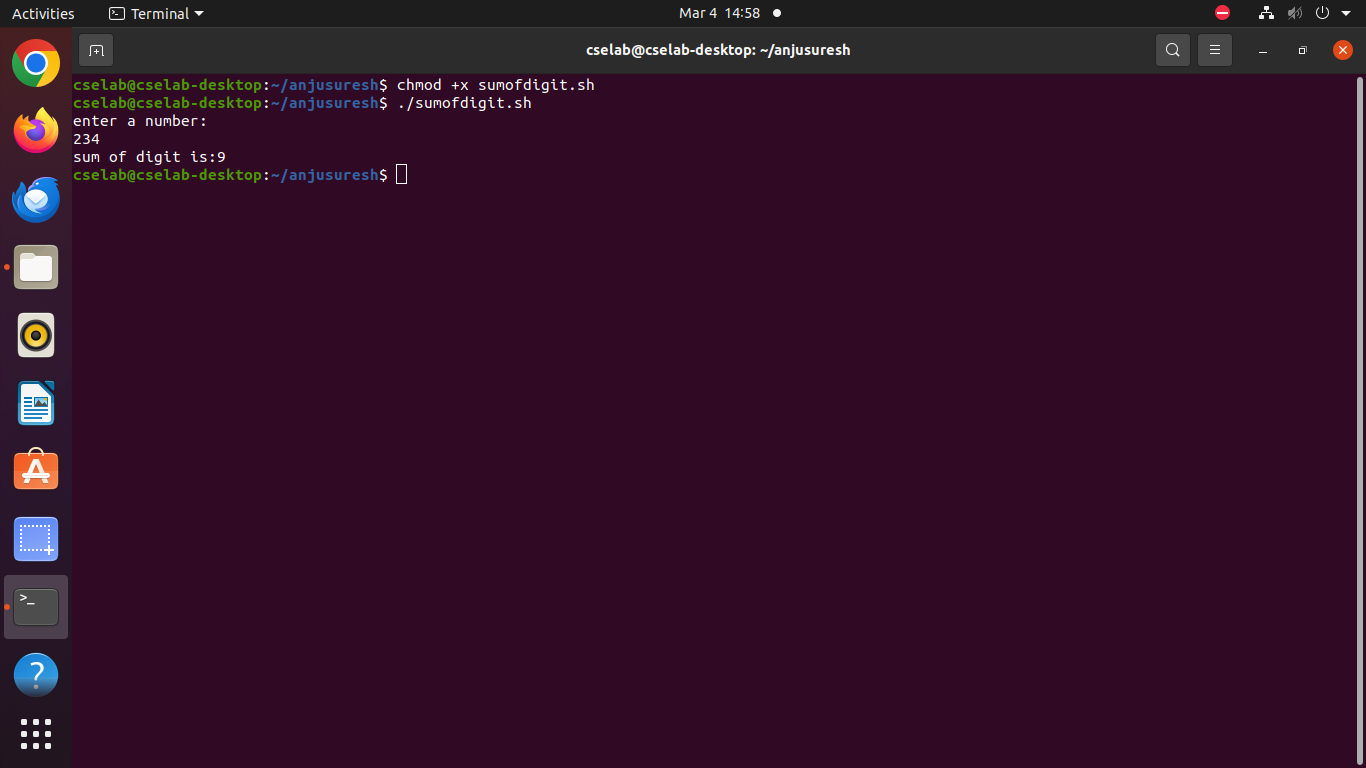 Activities
Terminal
Mar 4 14:58
cselab@cselab-desktop: ~/anjusuresh
cselab@cselab-desktop:~/anjusuresh$ chmod +x sumofdigit.sh
cselab@cselab-desktop:~/anjusuresh$ ./sumofdigit.sh
enter a number:
234
sum of digit is:9
cselab@cselab-desktop:~/anjusuresh$